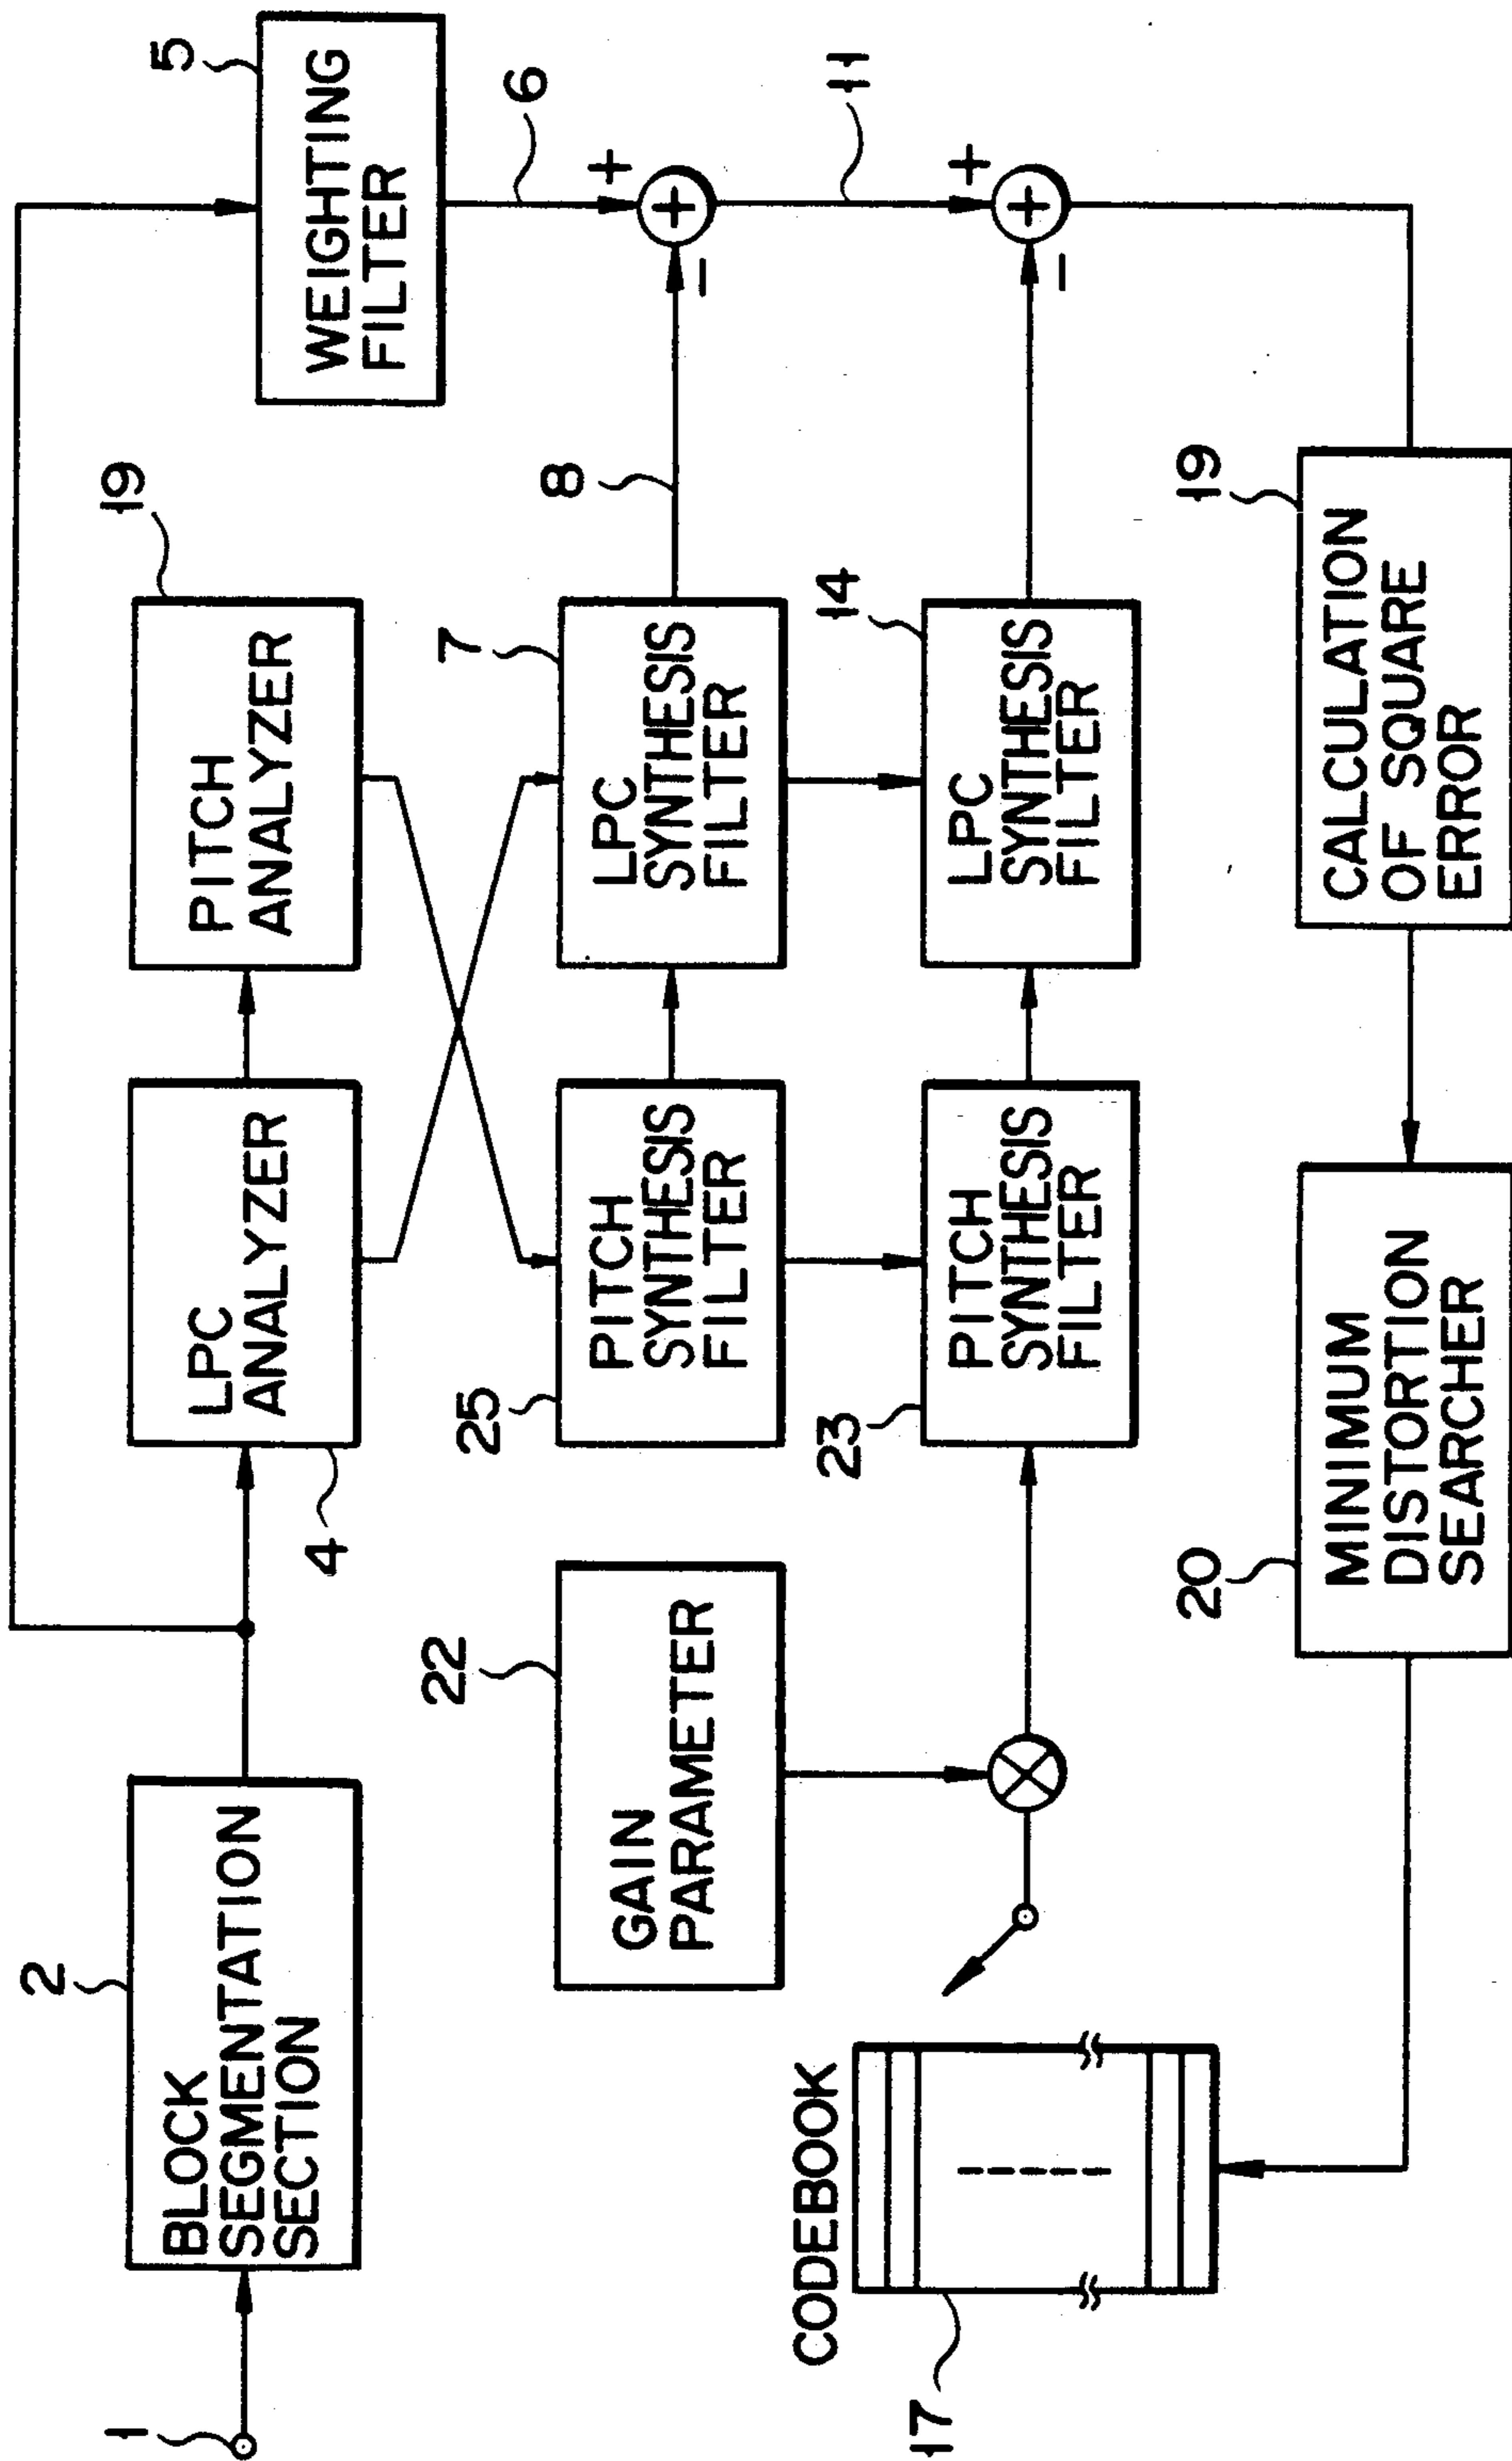 1
2
BLOCK
SEGMENTATION
SECTION
4
LPC
ANALYZER
19
PITCH
ANALYZER
5
WEIGHTING
FILTER
6
+
+
−
22
GAIN
PARAMETER
25
PITCH
SYNTHESIS
FILTER
7
LPC
SYNTHESIS
FILTER
8
11
CODEBOOK
17
23
PITCH
SYNTHESIS
FILTER
14
LPC
SYNTHESIS
FILTER
+
+
−
20
MINIMUM
DISTORTION
SEARCHER
19
CALCULATION
OF SQUARE
ERROR